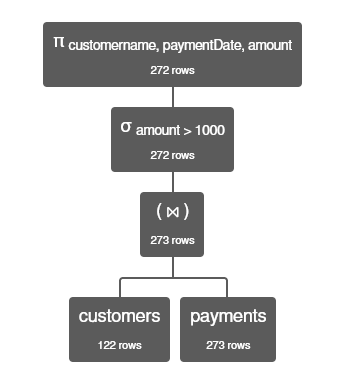 π customername, paymentDate, amount
272 rows
σ amount > 1000
272 rows
( ⋈ )
273 rows
customers
122 rows
payments
273 rows